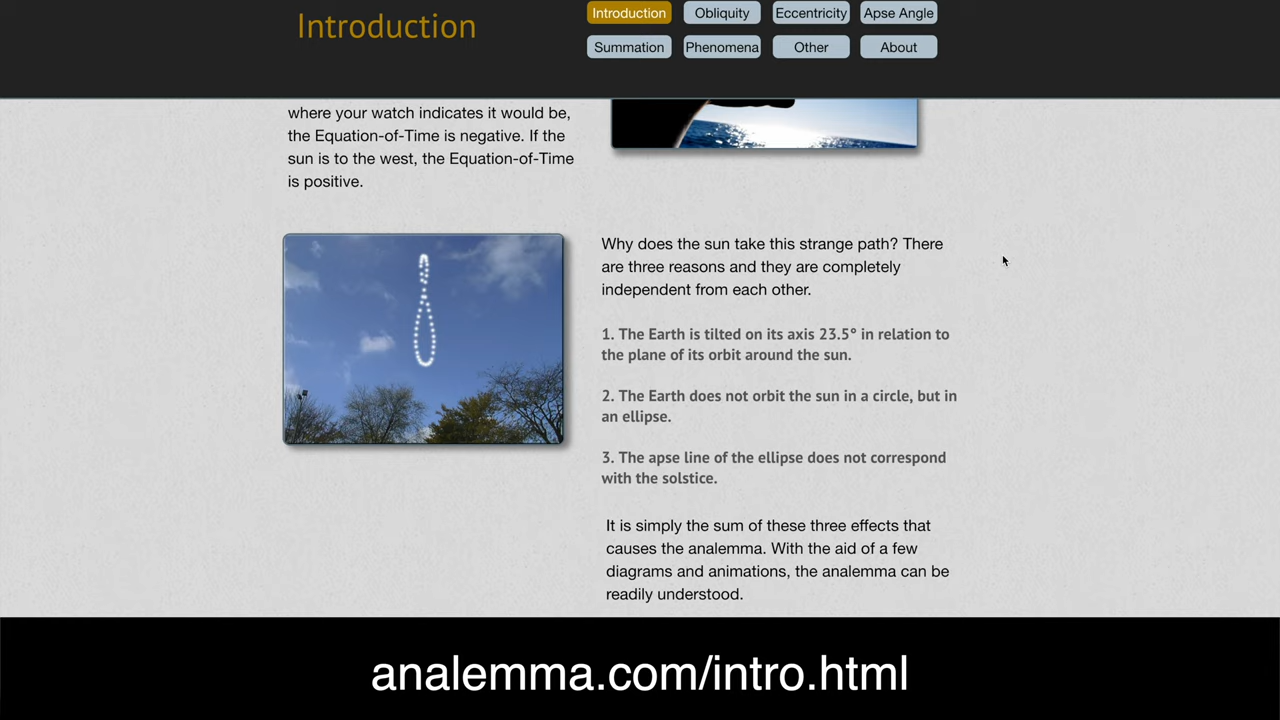 Introduction
Introduction Obliquity Eccentricity Apse Angle
Summation Phenomena Other About
where your watch indicates it would be,
the Equation-of-Time is negative. If the
sun is to the west, the Equation-of-Time
is positive.
Why does the sun take this strange path? There
are three reasons and they are completely
independent from each other.
1. The Earth is tilted on its axis 23.5° in relation to
the plane of its orbit around the sun.
2. The Earth does not orbit the sun in a circle, but in
an ellipse.
3. The apse line of the ellipse does not correspond
with the solstice.
It is simply the sum of these three effects that
causes the analemma. With the aid of a few
diagrams and animations, the analemma can be
readily understood.
analemma.com/intro.html